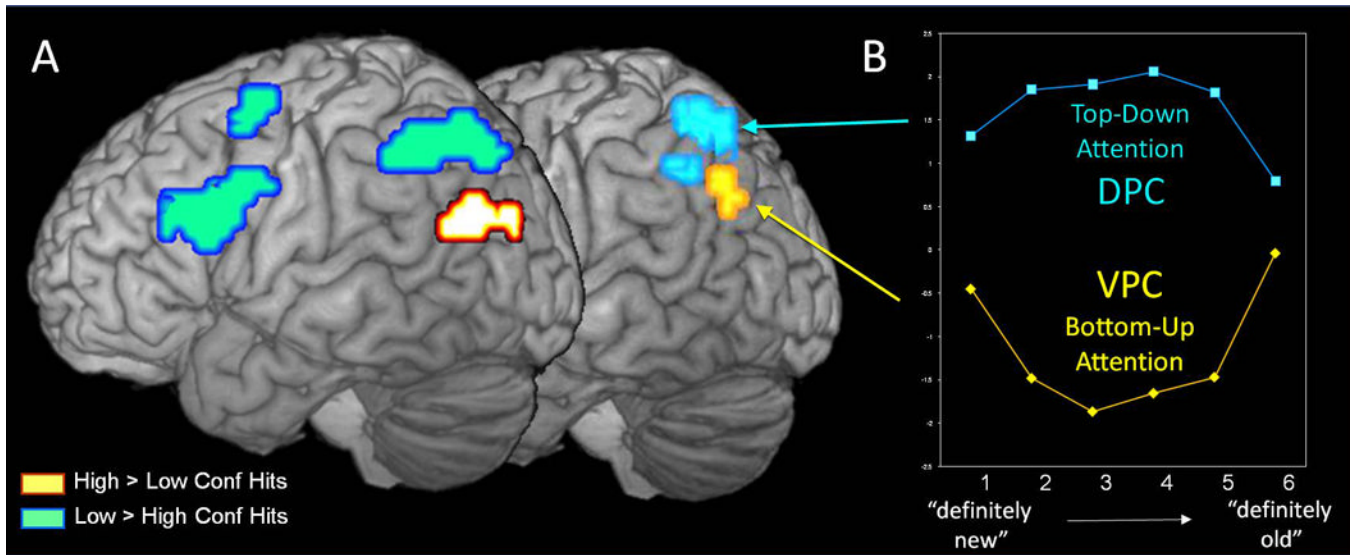 A
B
High > Low Conf Hits
Low > High Conf Hits
2.5
2
1.5
1
0.5
0
-0.5
-1
-1.5
-2
-2.5
Top-Down
Attention
DPC
VPC
Bottom-Up
Attention
1 2 3 4 5 6
“definitely
new”
“definitely
old”